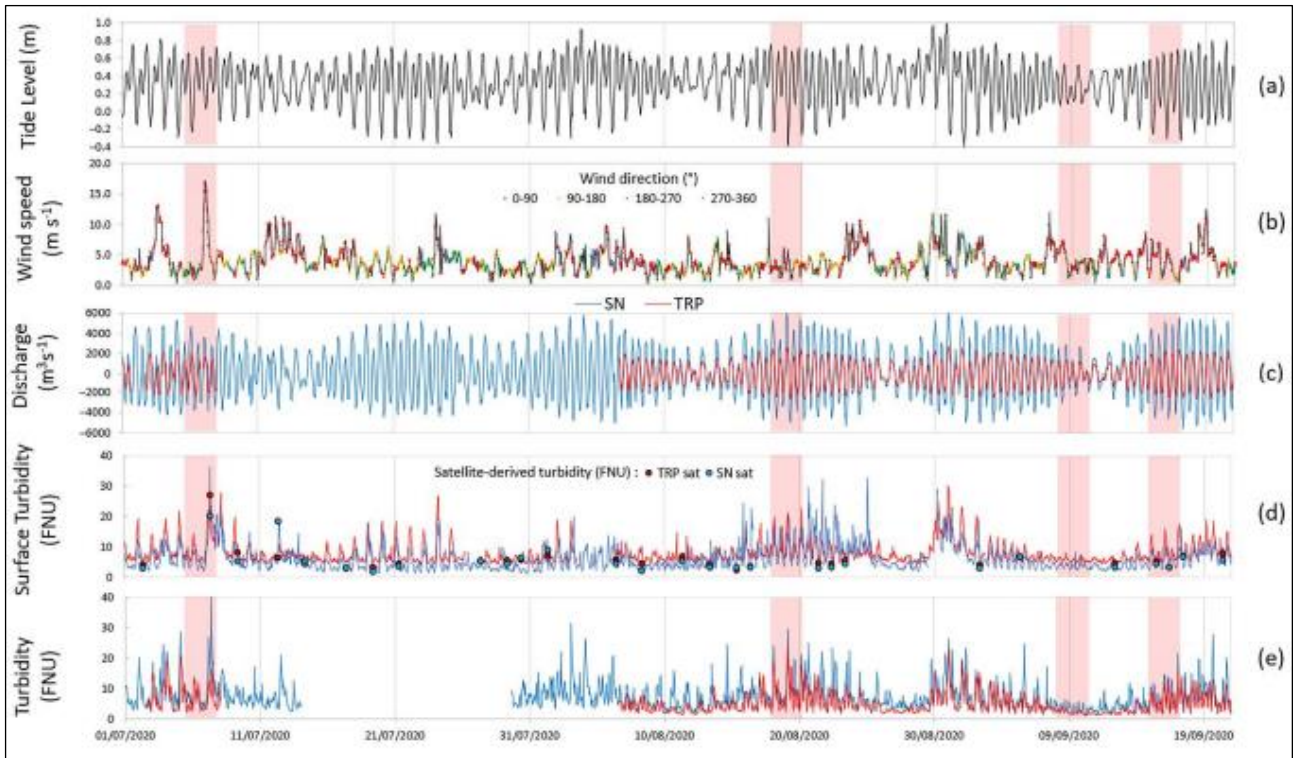 Tide Level (m)
1.0
0.8
0.6
0.4
0.2
0.0
−0.2
−0.4
(a)
Wind speed
(m s⁻¹)
20.0
15.0
10.0
5.0
0.0
Wind direction (°)
• 0-90 • 90-180 • 180-270 • 270-360
(b)
SN TRP
Discharge
(m³s⁻¹)
6000
4000
2000
0
−2000
−4000
−6000
(c)
Surface Turbidity
(FNU)
40
30
20
10
0
Satellite-derived turbidity (FNU) : TRP sat SN sat
(d)
Turbidity
(FNU)
40
30
20
10
0
(e)
01/07/2020 11/07/2020 21/07/2020 31/07/2020 10/08/2020 20/08/2020 30/08/2020 09/09/2020 19/09/2020